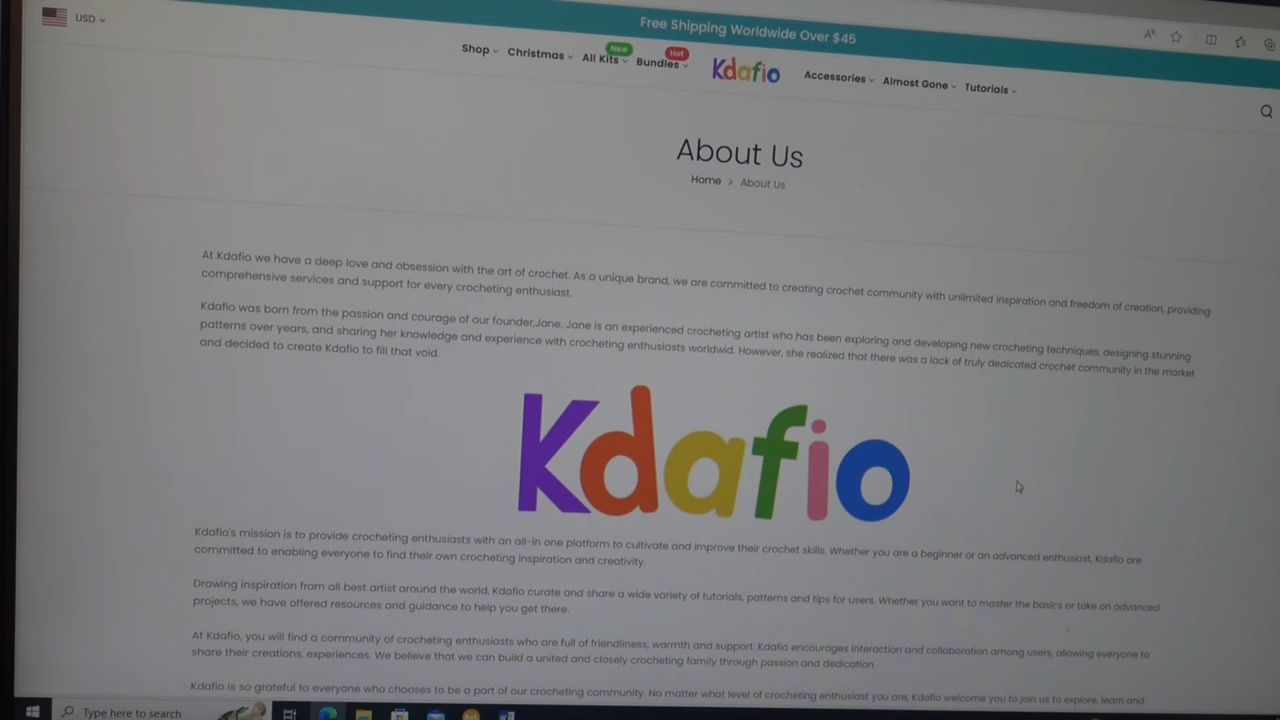 USD
Free Shipping Worldwide Over $45
New
Hot
Shop Christmas All Kits Bundles Kdafio Accessories Almost Gone Tutorials
About Us
Home > About Us
At Kdafio we have a deep love and obsession with the art of crochet. As a unique brand, we are committed to creating crochet community with unlimited inspiration and freedom of creation, providing
comprehensive services and support for every crocheting enthusiast.
Kdafio was born from the passion and courage of our founder,Jane. Jane is an experienced crocheting artist who has been exploring and developing new crocheting techniques, designing stunning
patterns over years, and sharing her knowledge and experience with crocheting enthusiasts worldwid. However, she realized that there was a lack of truly dedicated crochet community in the market
and decided to create Kdafio to fill that void.
Kdafio
Kdafio's mission is to provide crocheting enthusiasts with an all-in one platform to cultivate and improve their crochet skills. Whether you are a beginner or an advanced enthusiast, Kdafio are
committed to enabling everyone to find their own crocheting inspiration and creativity.
Drawing inspiration from all best artist around the world, Kdafio curate and share a wide variety of tutorials, patterns and tips for users. Whether you want to master the basics or take on advanced
projects, we have offered resources and guidance to help you get there.
At Kdafio, you will find a community of crocheting enthusiasts who are full of friendliness, warmth and support. Kdafio encourages interaction and collaboration among users, allowing everyone to
share their creations, experiences. We believe that we can build a united and closely crocheting family through passion and dedication.
Kdafio is so grateful to everyone who chooses to be a part of our crocheting community. No matter what level of crocheting enthusiast you are, Kdafio welcome you to join us to explore, learn and
Type here to search